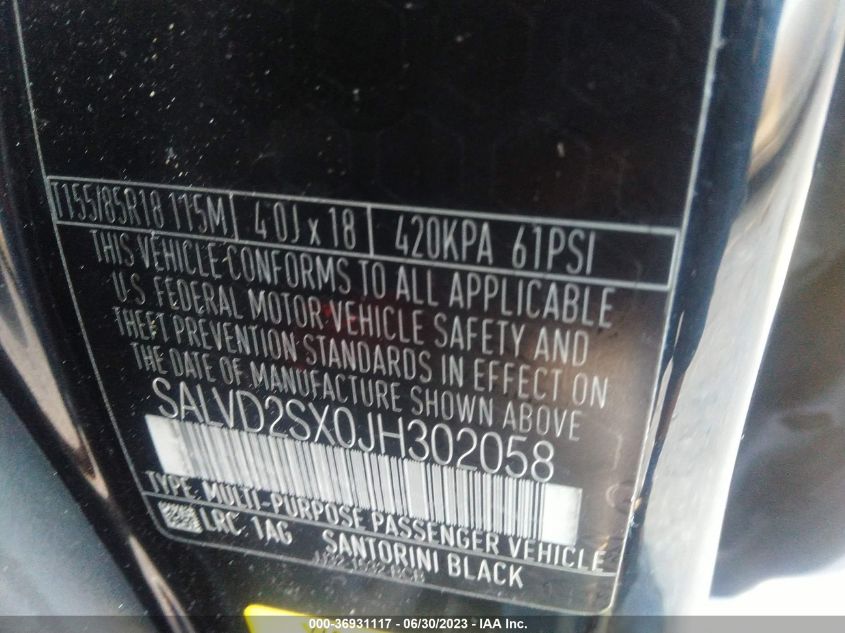 T155/85R18 115M 4.0J x 18 420KPA 61PSI
THIS VEHICLE CONFORMS TO ALL APPLICABLE
U.S. FEDERAL MOTOR VEHICLE SAFETY AND
THEFT PREVENTION STANDARDS IN EFFECT ON
THE DATE OF MANUFACTURE SHOWN ABOVE
SALVD2SX0JH302058
TYPE: MULTI-PURPOSE PASSENGER VEHICLE
LRC. 1AG SANTORINI BLACK
000-36931117 - 06/30/2023 - IAA Inc.